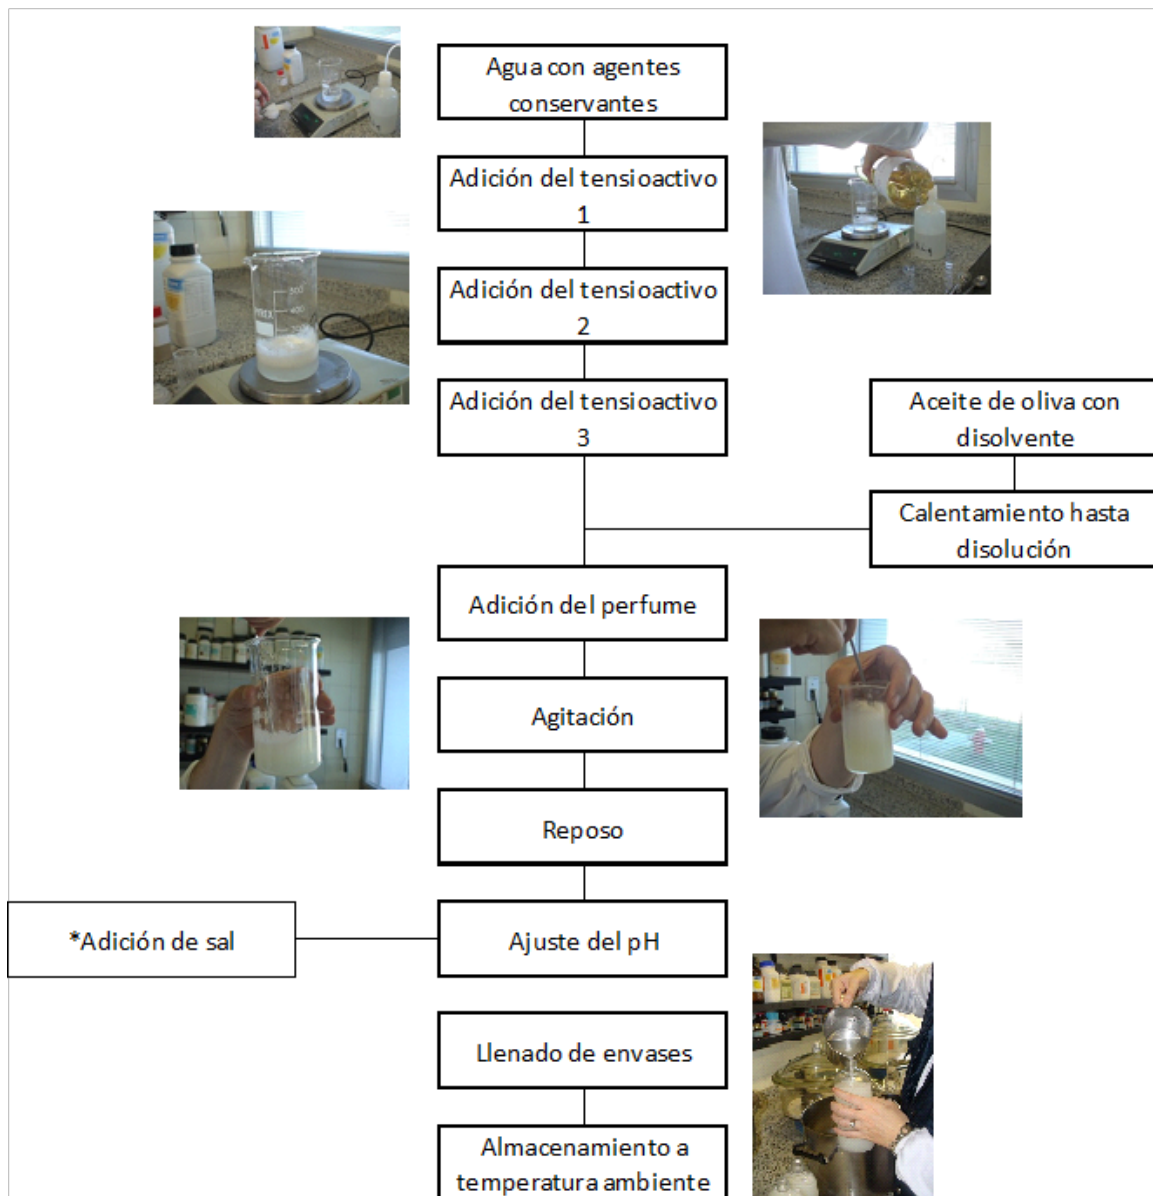 Agua con agentes
conservantes
Adición del tensioactivo
1
Adición del tensioactivo
2
Adición del tensioactivo
3
Aceite de oliva con
disolvente
Calentamiento hasta
disolución
Adición del perfume
Agitación
Reposo
*Adición de sal
Ajuste del pH
Llenado de envases
Almacenamiento a
temperatura ambiente